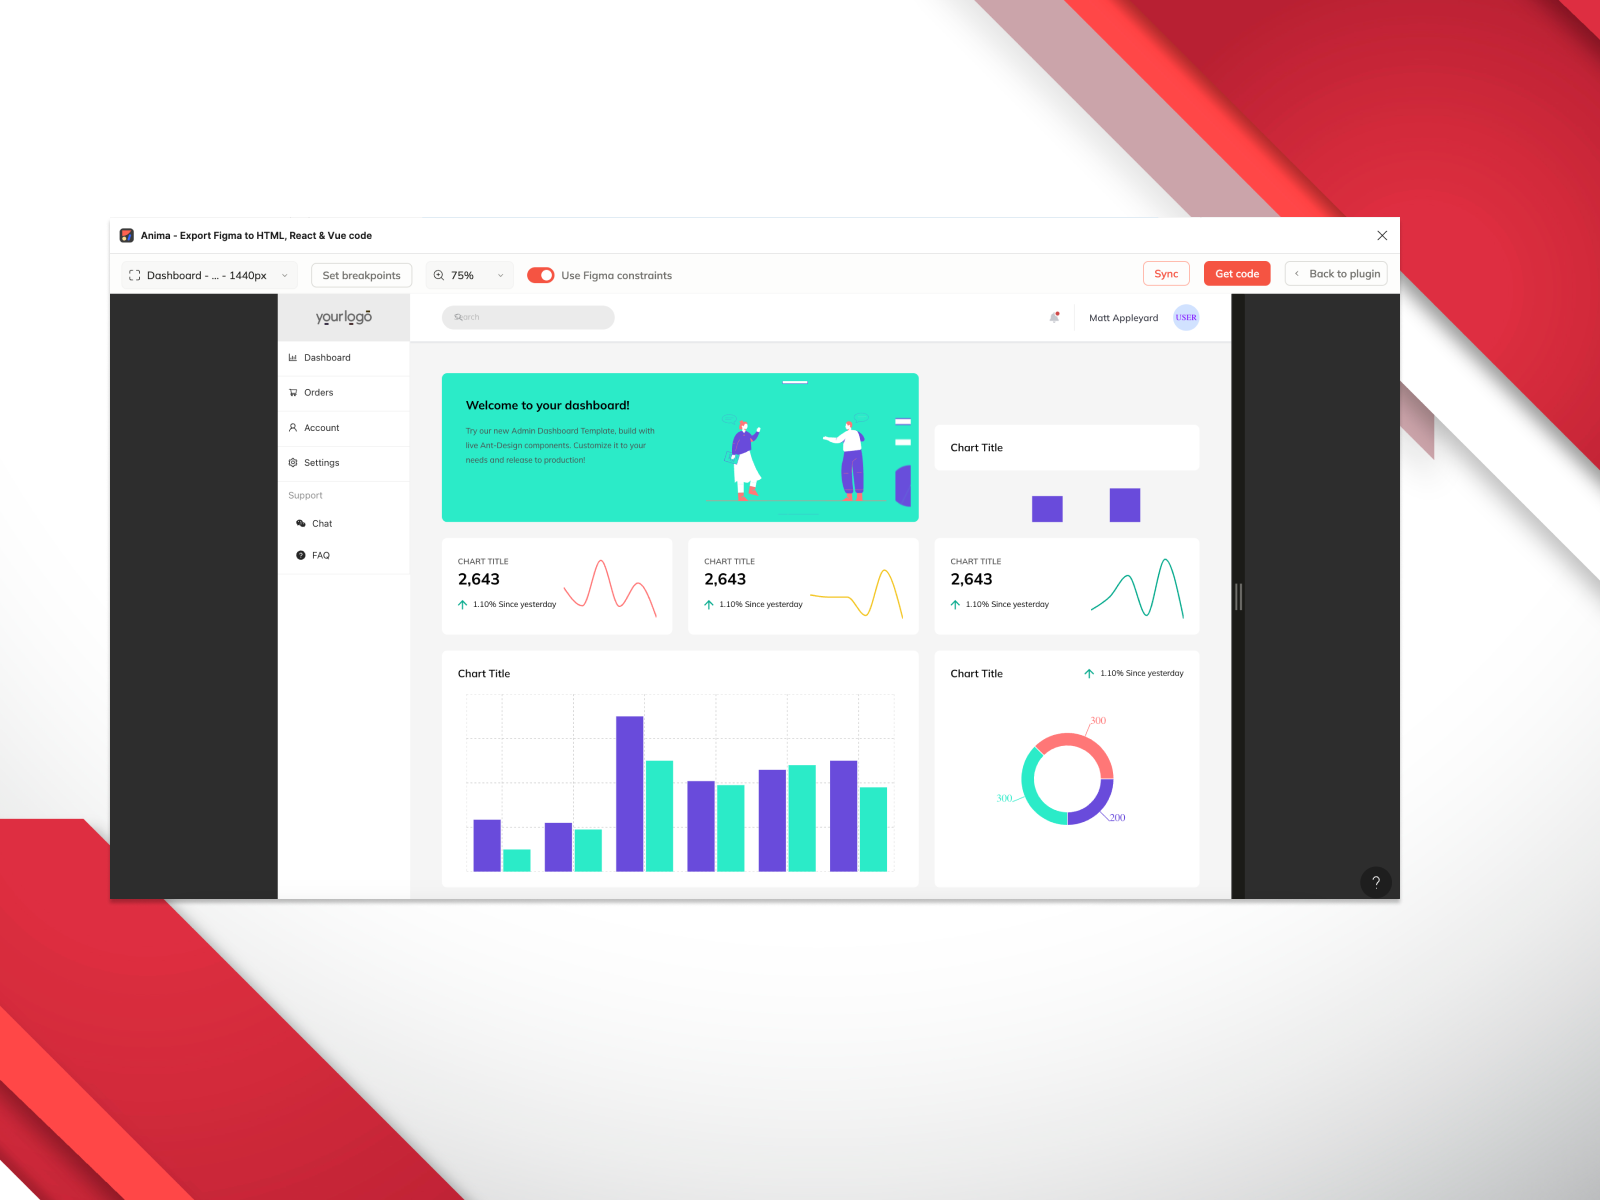 Anima - Export Figma to HTML, React & Vue code
Dashboard - ... - 1440px
Set breakpoints
75%
Use Figma constraints
Sync
Get code
Back to plugin
yourlogo
Search
Matt Appleyard
USER
Dashboard
Orders
Account
Settings
Support
Chat
FAQ
Welcome to your dashboard!
Try our new Admin Dashboard Template, build with
live Ant-Design components. Customize it to your
needs and release to production!
Chart Title
CHART TITLE
2,643
1.10% Since yesterday
CHART TITLE
2,643
1.10% Since yesterday
CHART TITLE
2,643
1.10% Since yesterday
Chart Title
Chart Title
1.10% Since yesterday
300
300
200
?